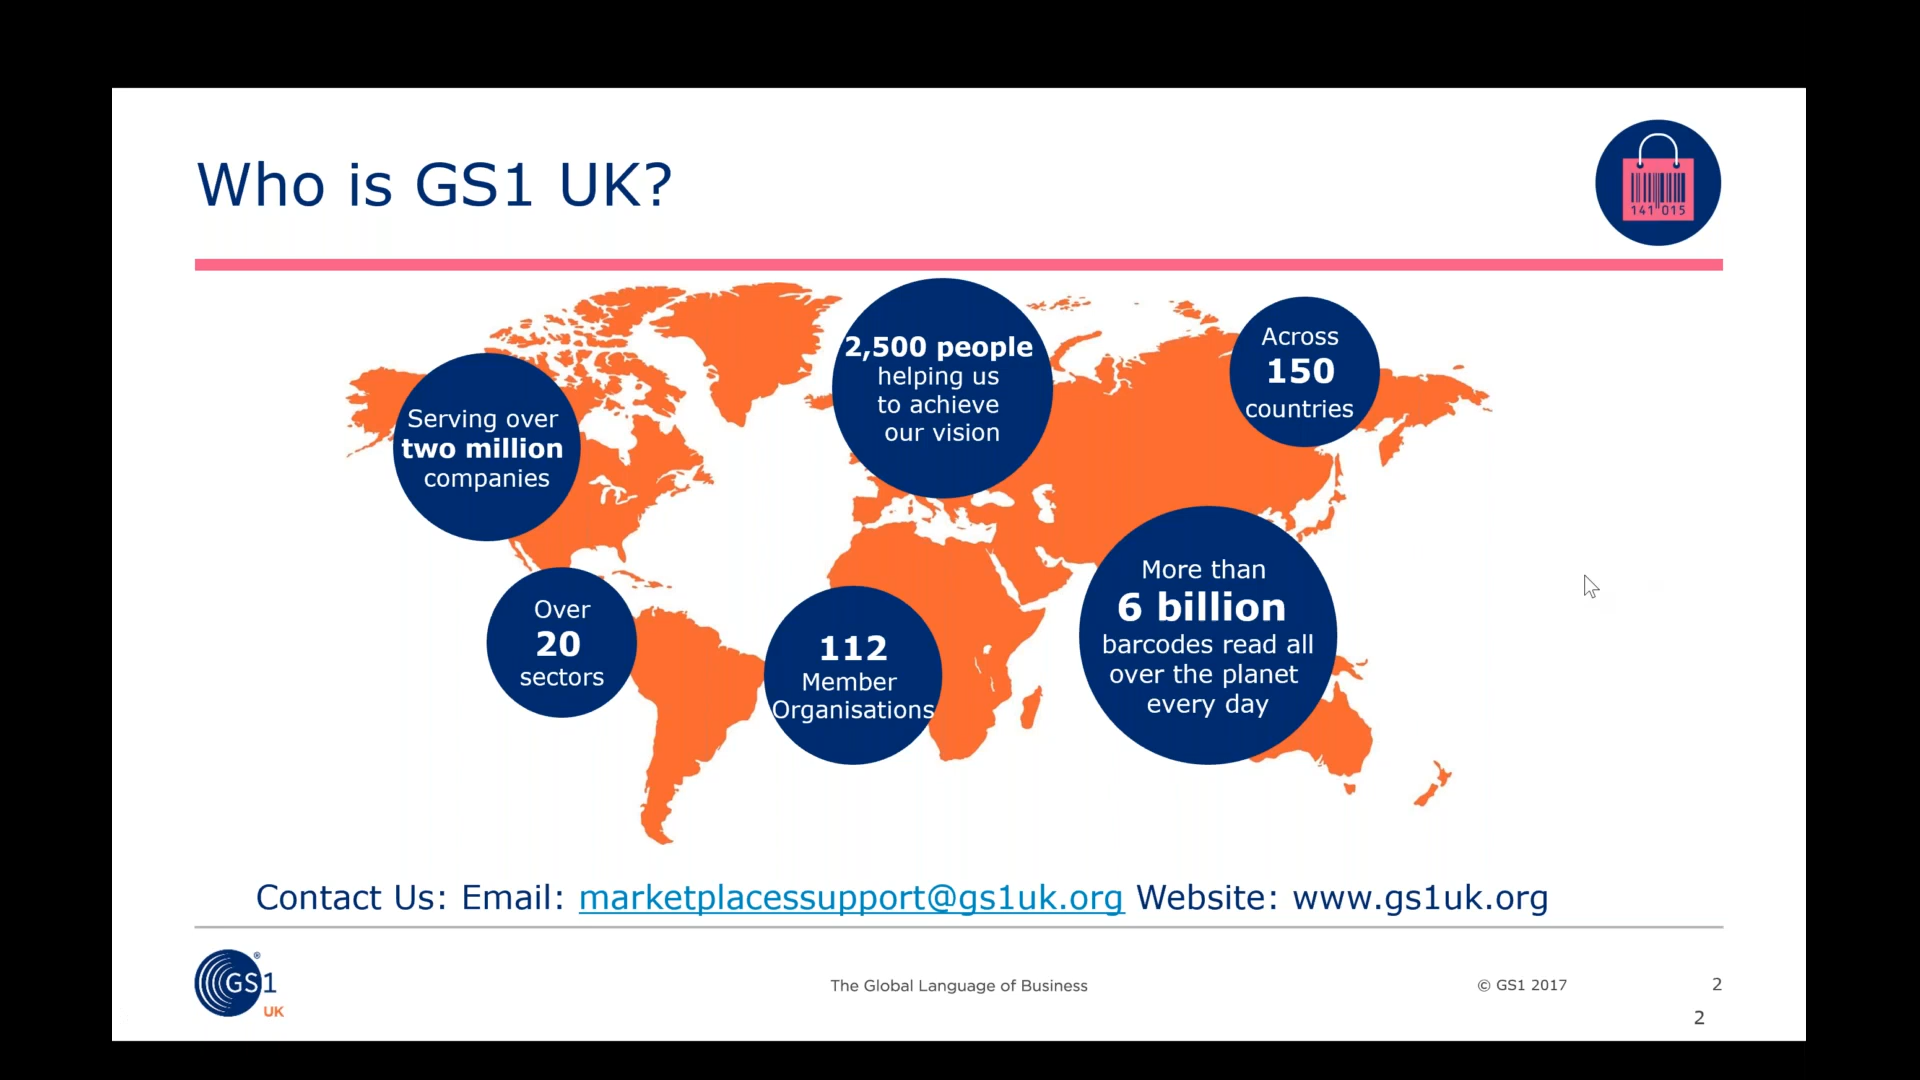 Who is GS1 UK?
141 015
2,500 people
helping us
to achieve
our vision
Across
150
countries
Serving over
two million
companies
More than
6 billion
barcodes read all
over the planet
every day
Over
20
sectors
112
Member
Organisations
Contact Us: Email: marketplacessupport@gs1uk.org Website: www.gs1uk.org
GS1 ®
UK
The Global Language of Business
© GS1 2017
2
2